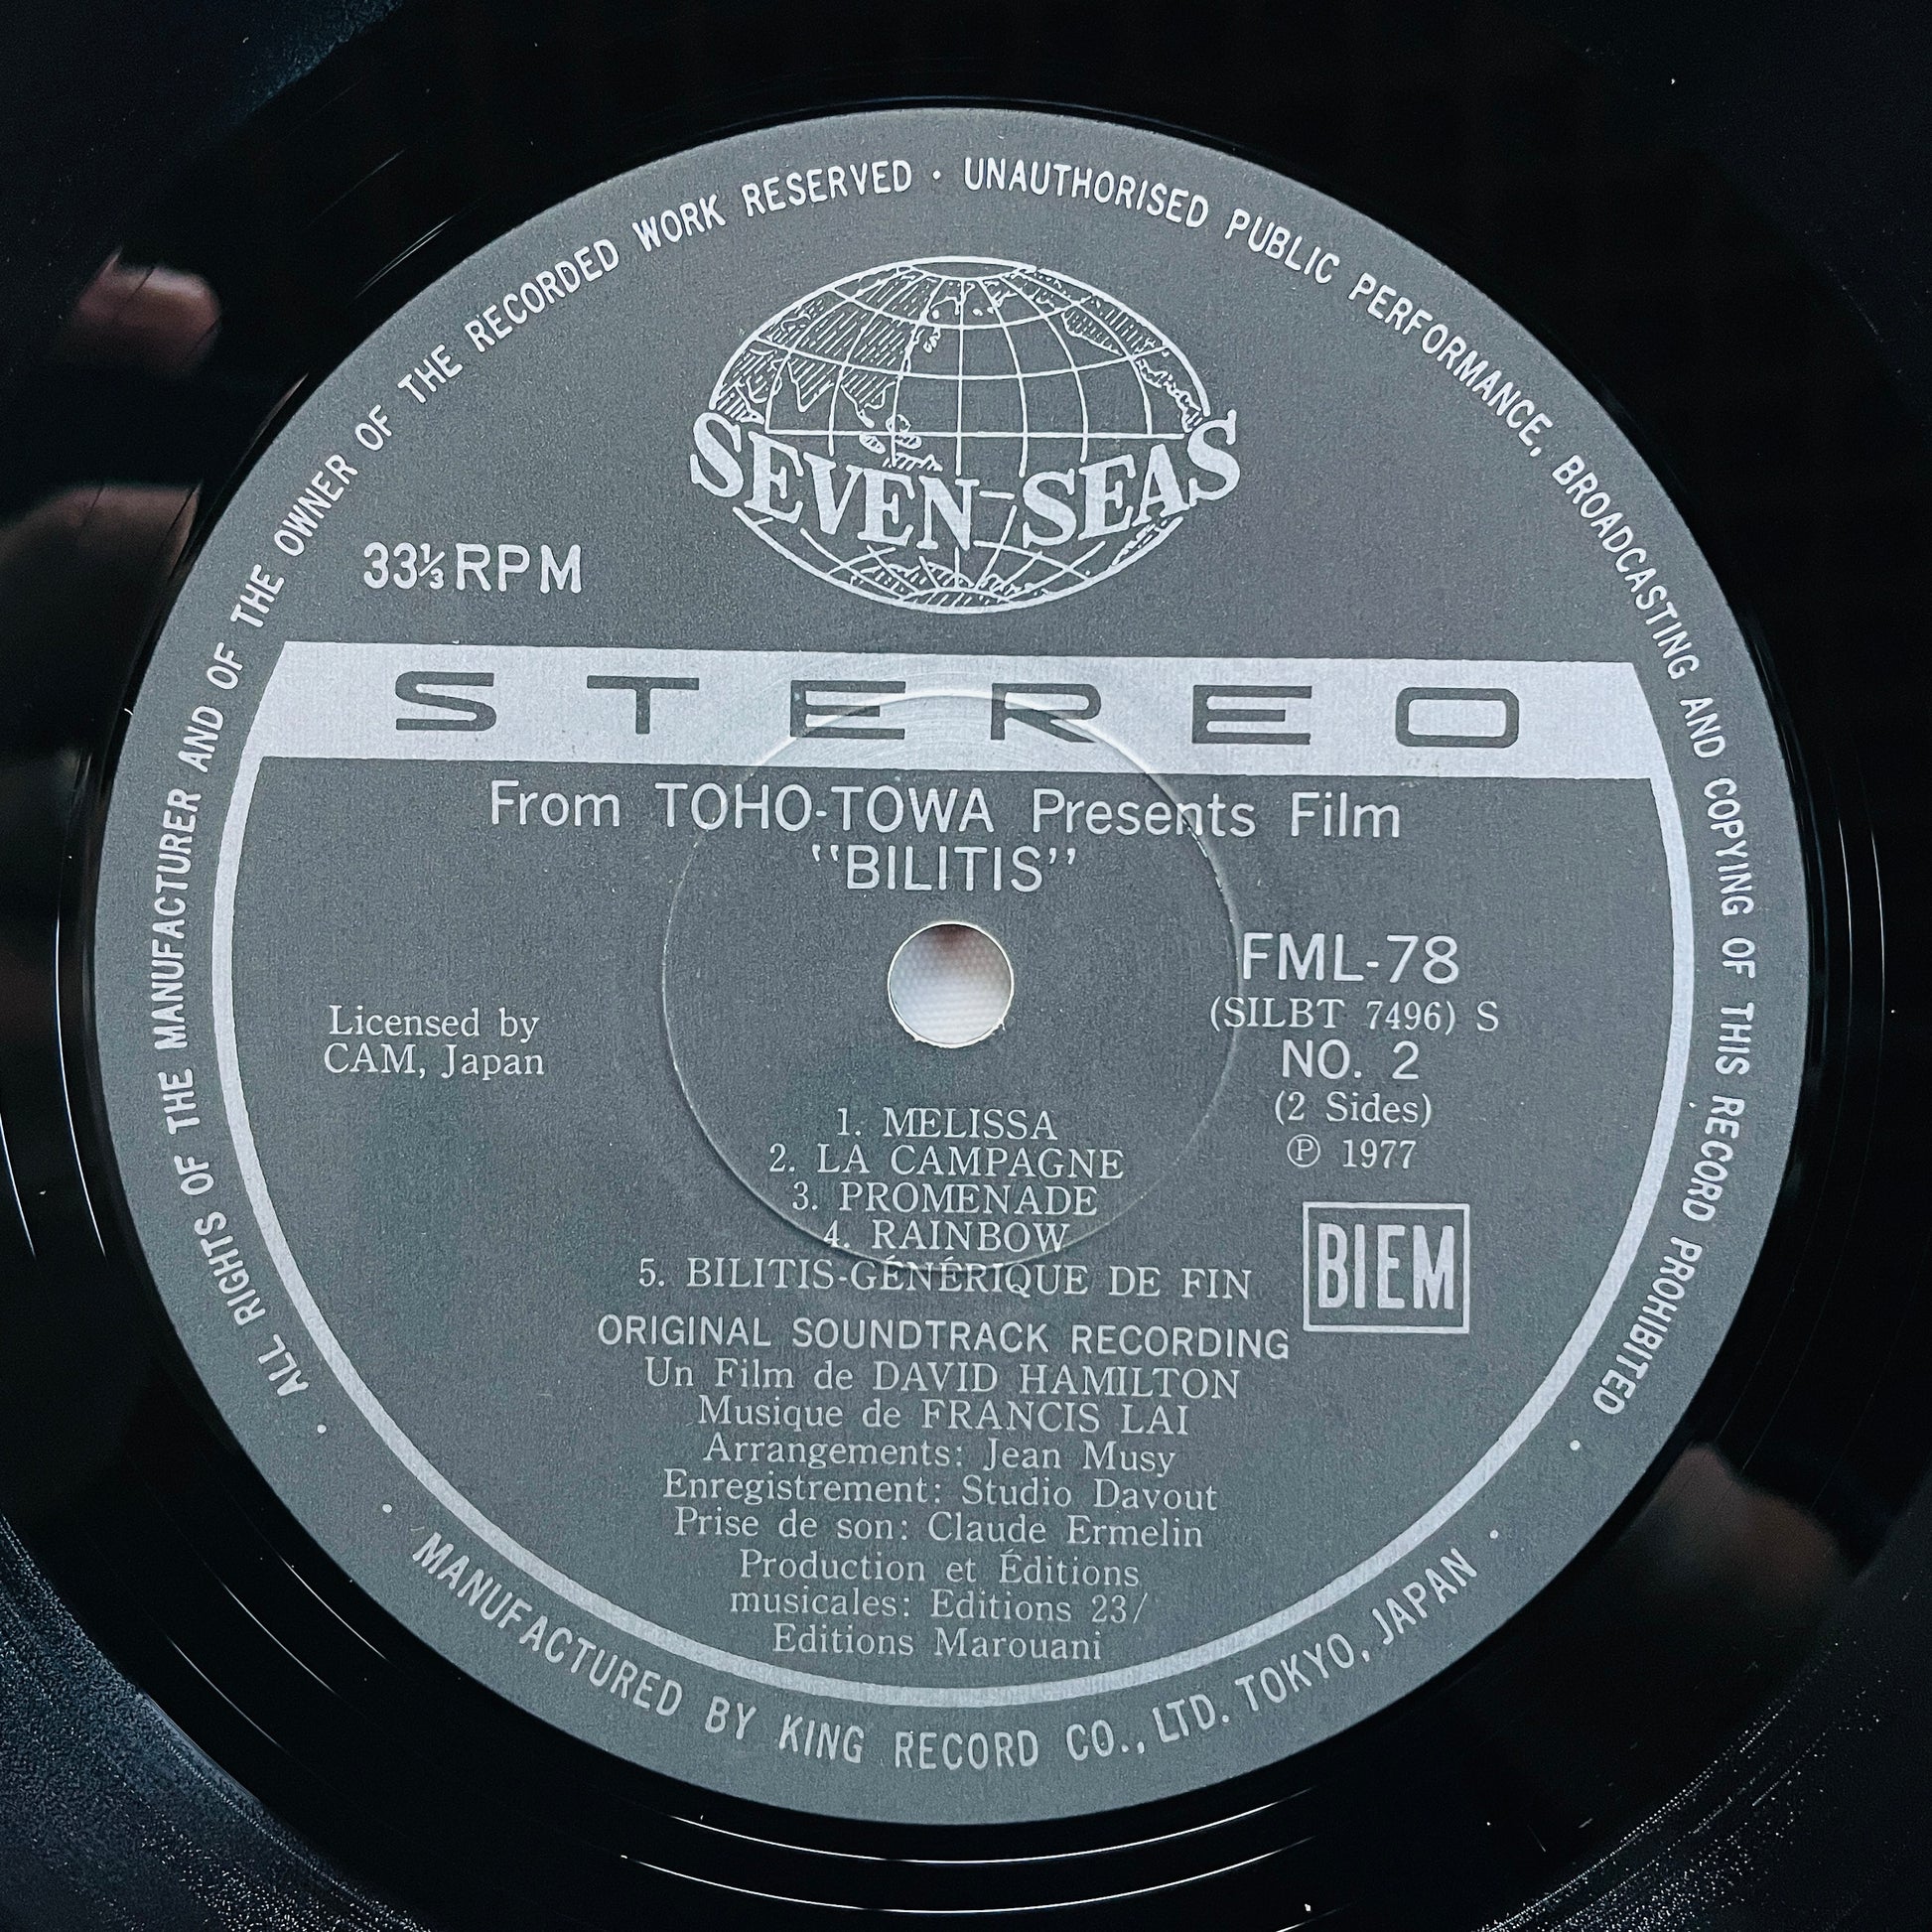 ALL RIGHTS OF THE MANUFACTURER AND OF THE OWNER OF THE RECORDED WORK RESERVED · UNAUTHORISED PUBLIC PERFORMANCE, BROADCASTING AND COPYING OF THIS RECORD PROHIBITED
SEVEN SEAS
33⅓ RPM
STEREO
From TOHO-TOWA Presents Film
"BILITIS"
FML-78
(SILBT 7496) S
NO. 2
(2 Sides)
℗ 1977
Licensed by
CAM, Japan
1. MELISSA
2. LA CAMPAGNE
3. PROMENADE
4. RAINBOW
5. BILITIS-GÉNÉRIQUE DE FIN
BIEM
ORIGINAL SOUNDTRACK RECORDING
Un Film de DAVID HAMILTON
Musique de FRANCIS LAI
Arrangements: Jean Musy
Enregistrement: Studio Davout
Prise de son: Claude Ermelin
Production et Éditions
musicales: Editions 23/
Editions Marouani
· MANUFACTURED BY KING RECORD CO., LTD. TOKYO, JAPAN ·